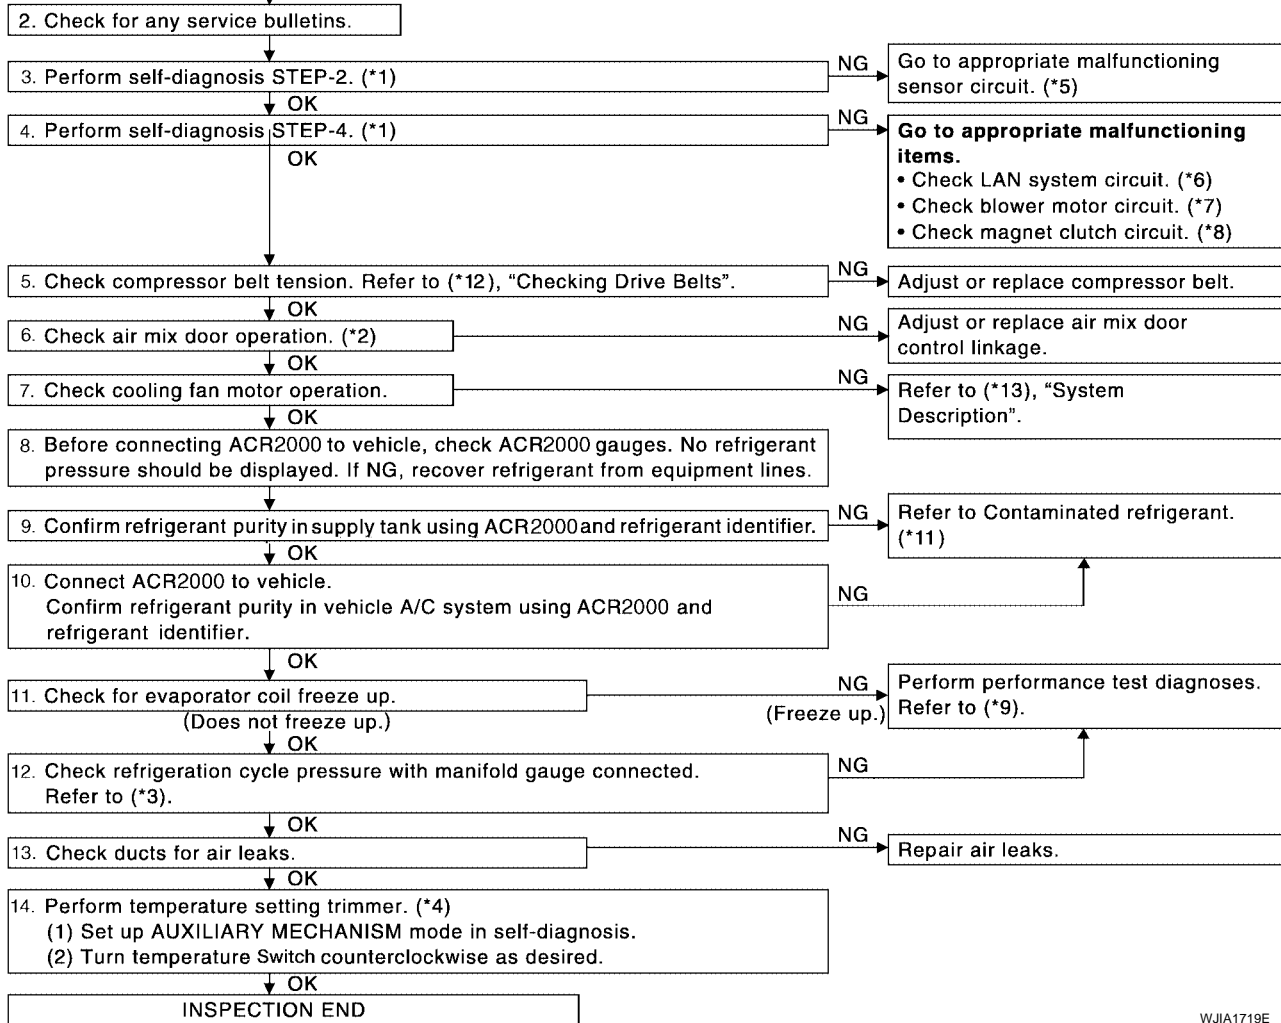 2. Check for any service bulletins.
3. Perform self-diagnosis STEP-2. (*1)
NG
Go to appropriate malfunctioning
sensor circuit. (*5)
OK
4. Perform self-diagnosis STEP-4. (*1)
NG
Go to appropriate malfunctioning
items.
• Check LAN system circuit. (*6)
• Check blower motor circuit. (*7)
• Check magnet clutch circuit. (*8)
OK
5. Check compressor belt tension. Refer to (*12), “Checking Drive Belts”.
NG
Adjust or replace compressor belt.
OK
6. Check air mix door operation. (*2)
NG
Adjust or replace air mix door
control linkage.
OK
7. Check cooling fan motor operation.
NG
Refer to (*13), “System
Description”.
OK
8. Before connecting ACR2000 to vehicle, check ACR2000 gauges. No refrigerant
pressure should be displayed. If NG, recover refrigerant from equipment lines.
9. Confirm refrigerant purity in supply tank using ACR2000 and refrigerant identifier.
NG
Refer to Contaminated refrigerant.
(*11)
OK
10. Connect ACR2000 to vehicle.
Confirm refrigerant purity in vehicle A/C system using ACR2000 and
refrigerant identifier.
NG
OK
11. Check for evaporator coil freeze up.
(Does not freeze up.)
NG
(Freeze up.)
Perform performance test diagnoses.
Refer to (*9).
OK
12. Check refrigeration cycle pressure with manifold gauge connected.
Refer to (*3).
NG
OK
13. Check ducts for air leaks.
NG
Repair air leaks.
OK
14. Perform temperature setting trimmer. (*4)
(1) Set up AUXILIARY MECHANISM mode in self-diagnosis.
(2) Turn temperature Switch counterclockwise as desired.
OK
INSPECTION END
WJIA1719E